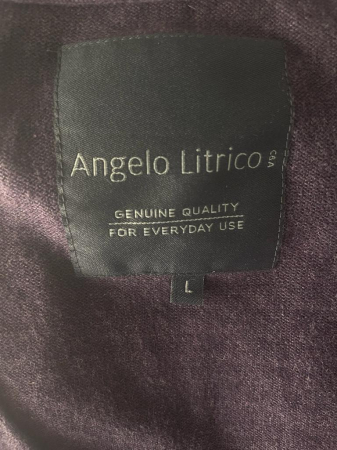 Angelo Litrico C&A
GENUINE QUALITY
FOR EVERYDAY USE
L